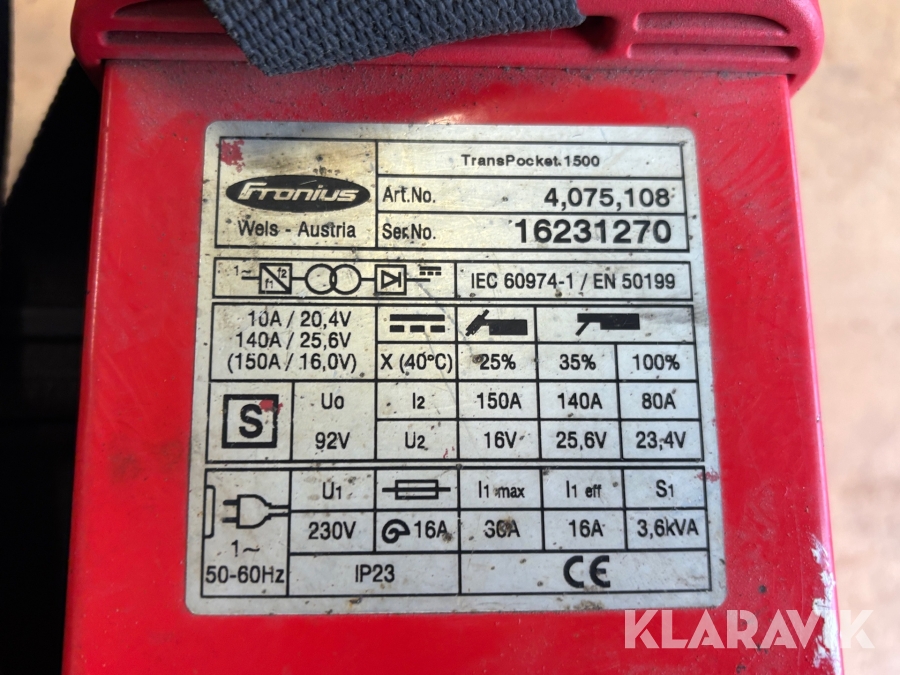 TransPocket 1500
Fronius
Wels - Austria
Art.No. 4,075,108
Ser.No. 16231270
1~ f1 f2 IEC 60974-1 / EN 50199
10A / 20,4V
140A / 25,6V
(150A / 16,0V)
X (40°C) 25% 35% 100%
S
U0 I2 150A 140A 80A
92V U2 16V 25,6V 23,4V
U1 I1 max I1 eff S1
230V 16A 30A 16A 3,6kVA
1~
50-60Hz IP23 CE
KLARAVIK